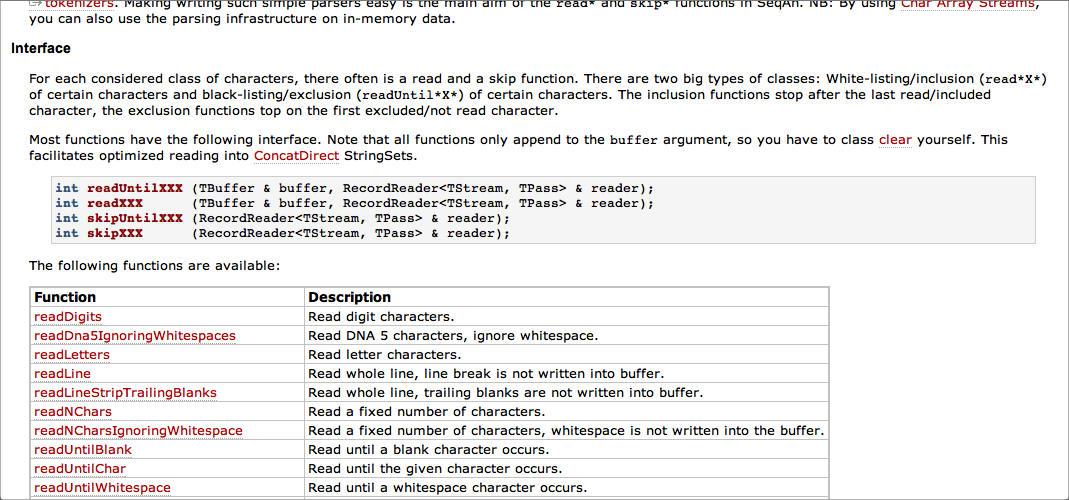 tokenizers. Making writing such simple parsers easy is the main aim of the read* and skip* functions in SeqAn. NB: By using Char Array Streams,
you can also use the parsing infrastructure on in-memory data.
Interface
For each considered class of characters, there often is a read and a skip function. There are two big types of classes: White-listing/inclusion (read*X*)
of certain characters and black-listing/exclusion (readUntil*X*) of certain characters. The inclusion functions stop after the last read/included
character, the exclusion functions top on the first excluded/not read character.
Most functions have the following interface. Note that all functions only append to the buffer argument, so you have to class clear yourself. This
facilitates optimized reading into ConcatDirect StringSets.
int readUntilXXX (TBuffer & buffer, RecordReader<TStream, TPass> & reader);
int readXXX (TBuffer & buffer, RecordReader<TStream, TPass> & reader);
int skipUntilXXX (RecordReader<TStream, TPass> & reader);
int skipXXX (RecordReader<TStream, TPass> & reader);
The following functions are available:
Function Description
readDigits Read digit characters.
readDna5IgnoringWhitespaces Read DNA 5 characters, ignore whitespace.
readLetters Read letter characters.
readLine Read whole line, line break is not written into buffer.
readLineStripTrailingBlanks Read whole line, trailing blanks are not written into buffer.
readNChars Read a fixed number of characters.
readNCharsIgnoringWhitespace Read a fixed number of characters, whitespace is not written into the buffer.
readUntilBlank Read until a blank character occurs.
readUntilChar Read until the given character occurs.
readUntilWhitespace Read until a whitespace character occurs.